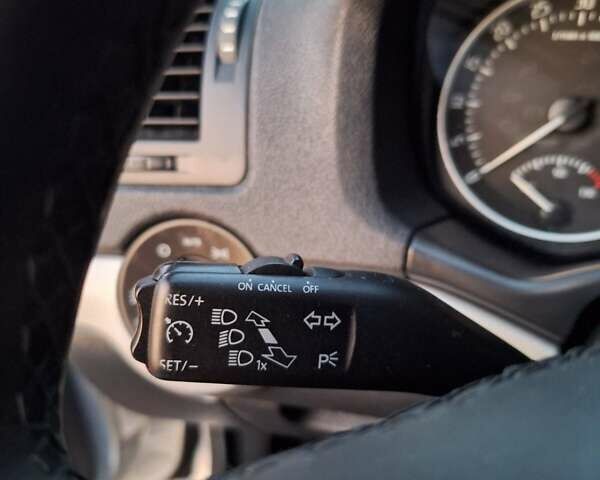 ON CANCEL OFF
RES/+
1x
P
SET/-